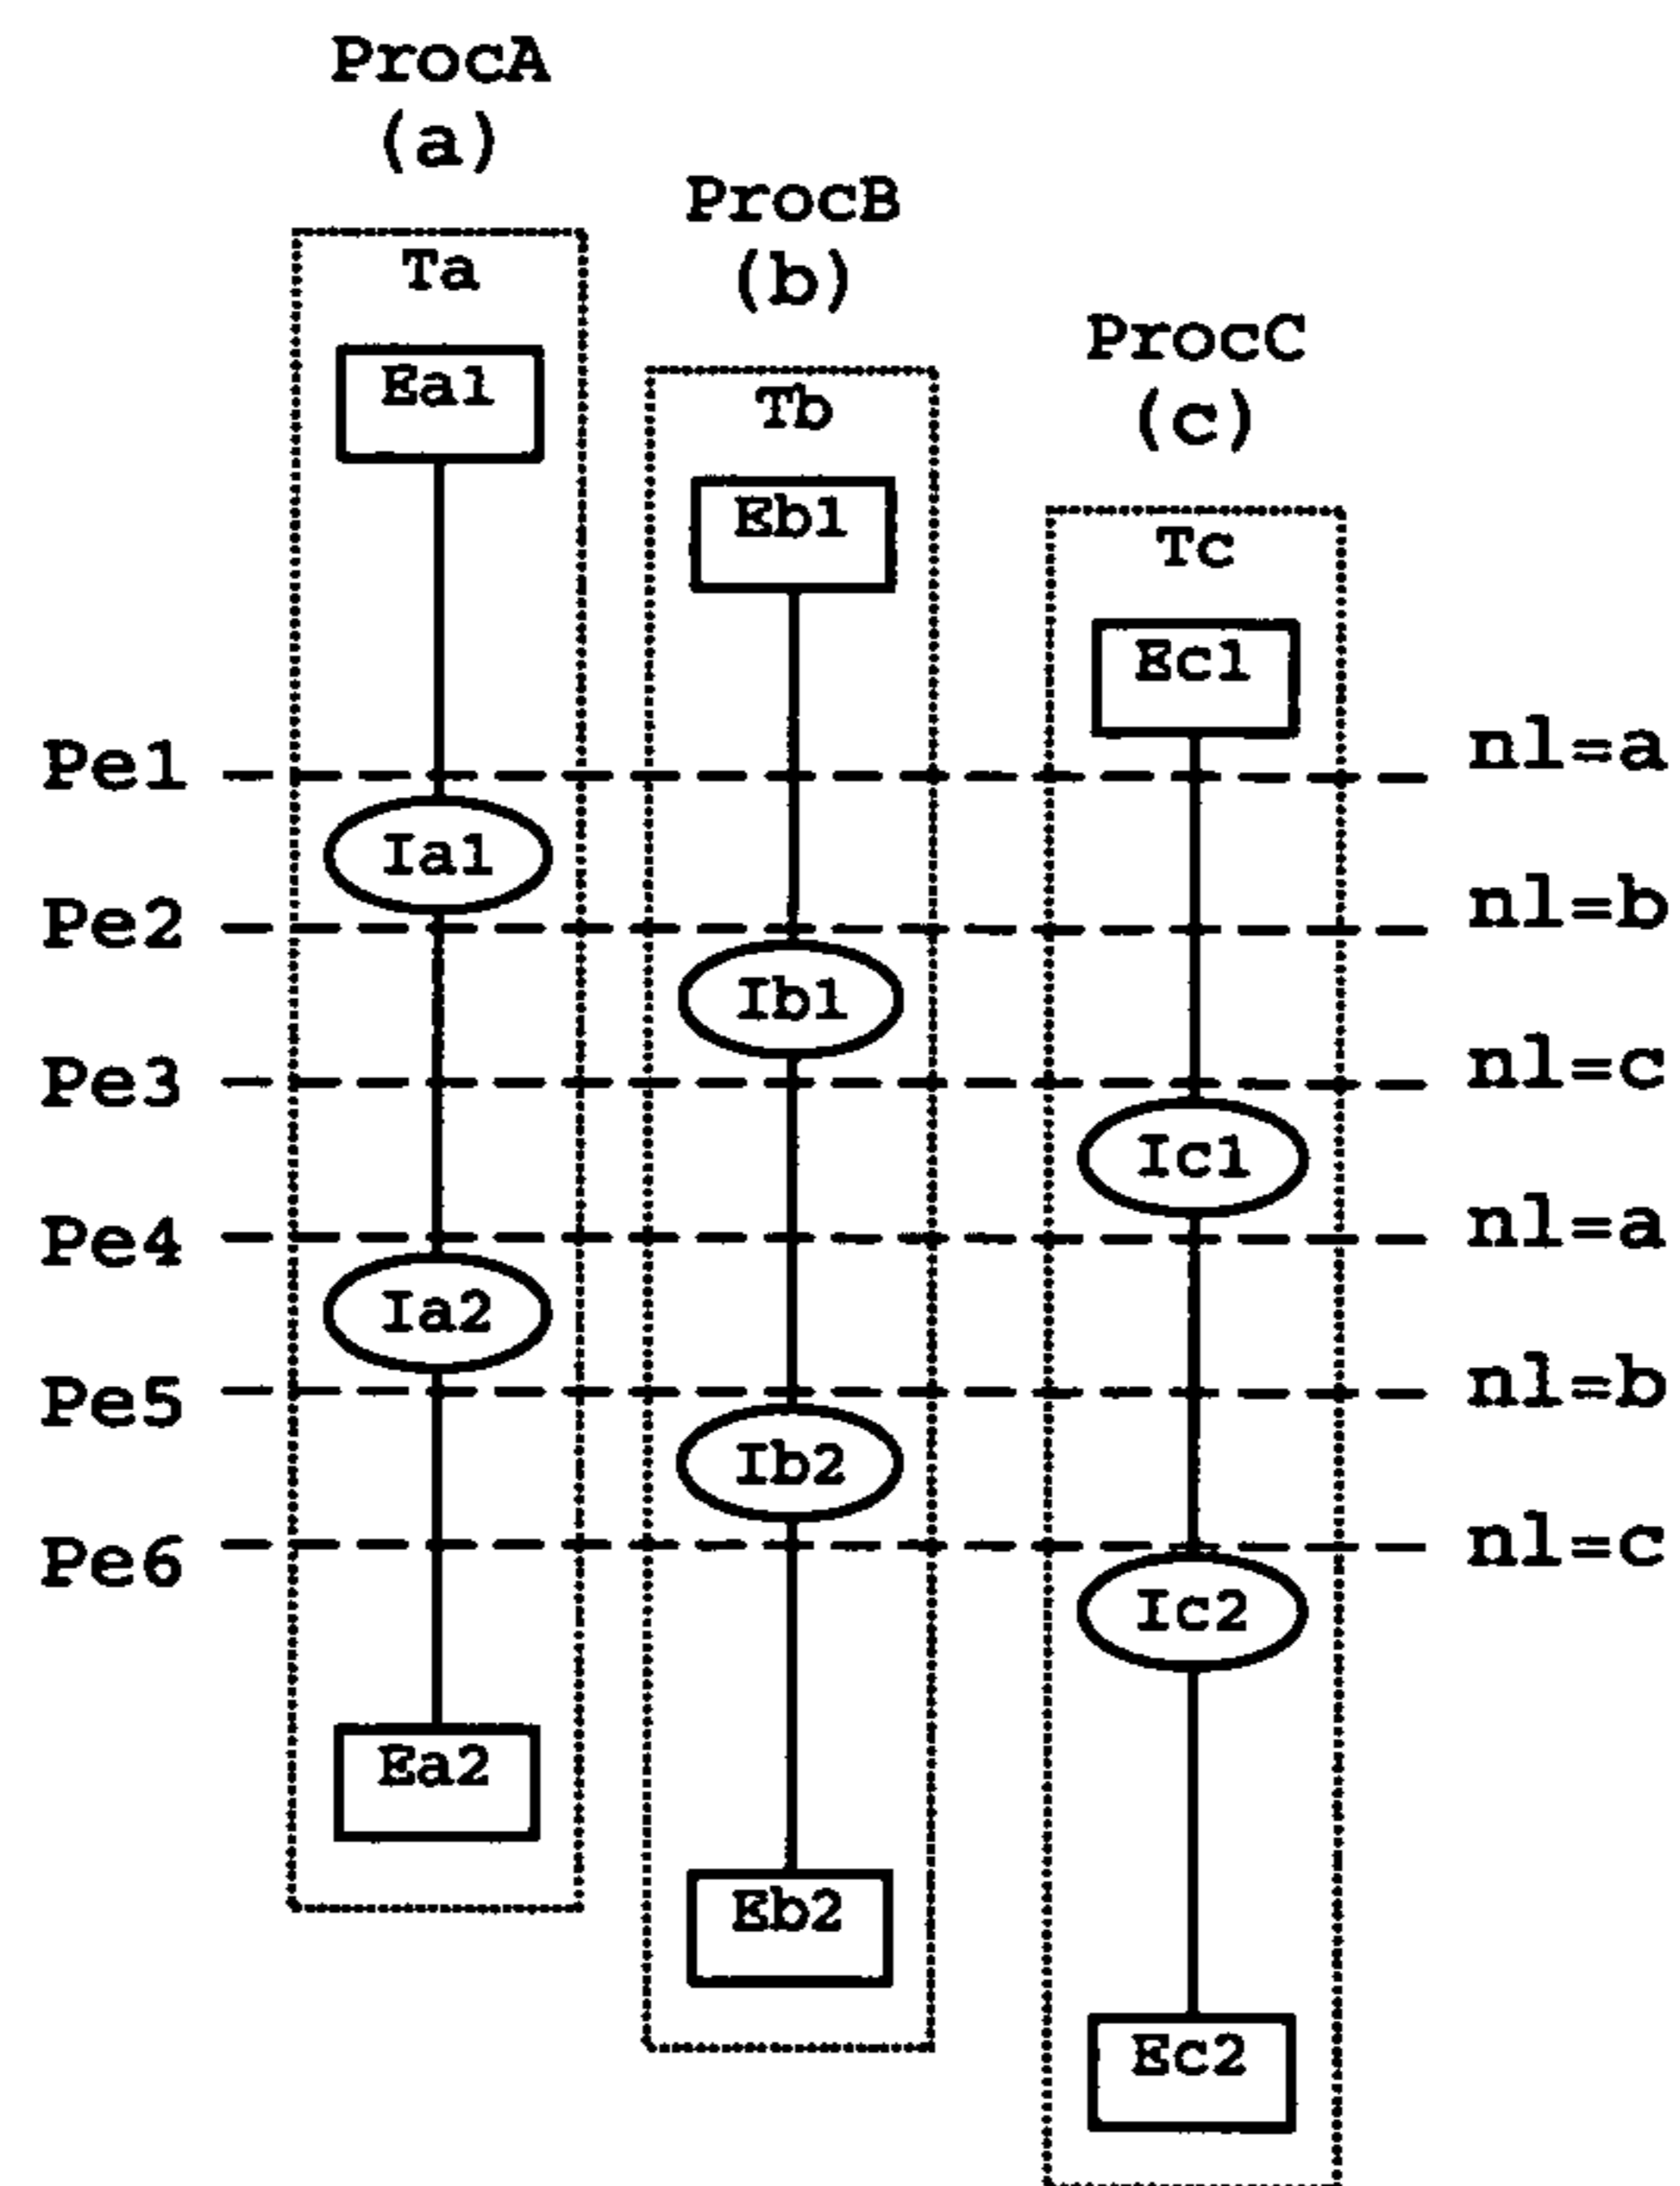 ProcA
(a)
ProcB
(b)
ProcC
(c)
Ta
Ea1
Tb
Eb1
Tc
Ec1
Pe1
nl=a
Ia1
Pe2
nl=b
Ib1
Pe3
nl=c
Ic1
Pe4
nl=a
Ia2
Pe5
nl=b
Ib2
Pe6
nl=c
Ic2
Ea2
Eb2
Ec2